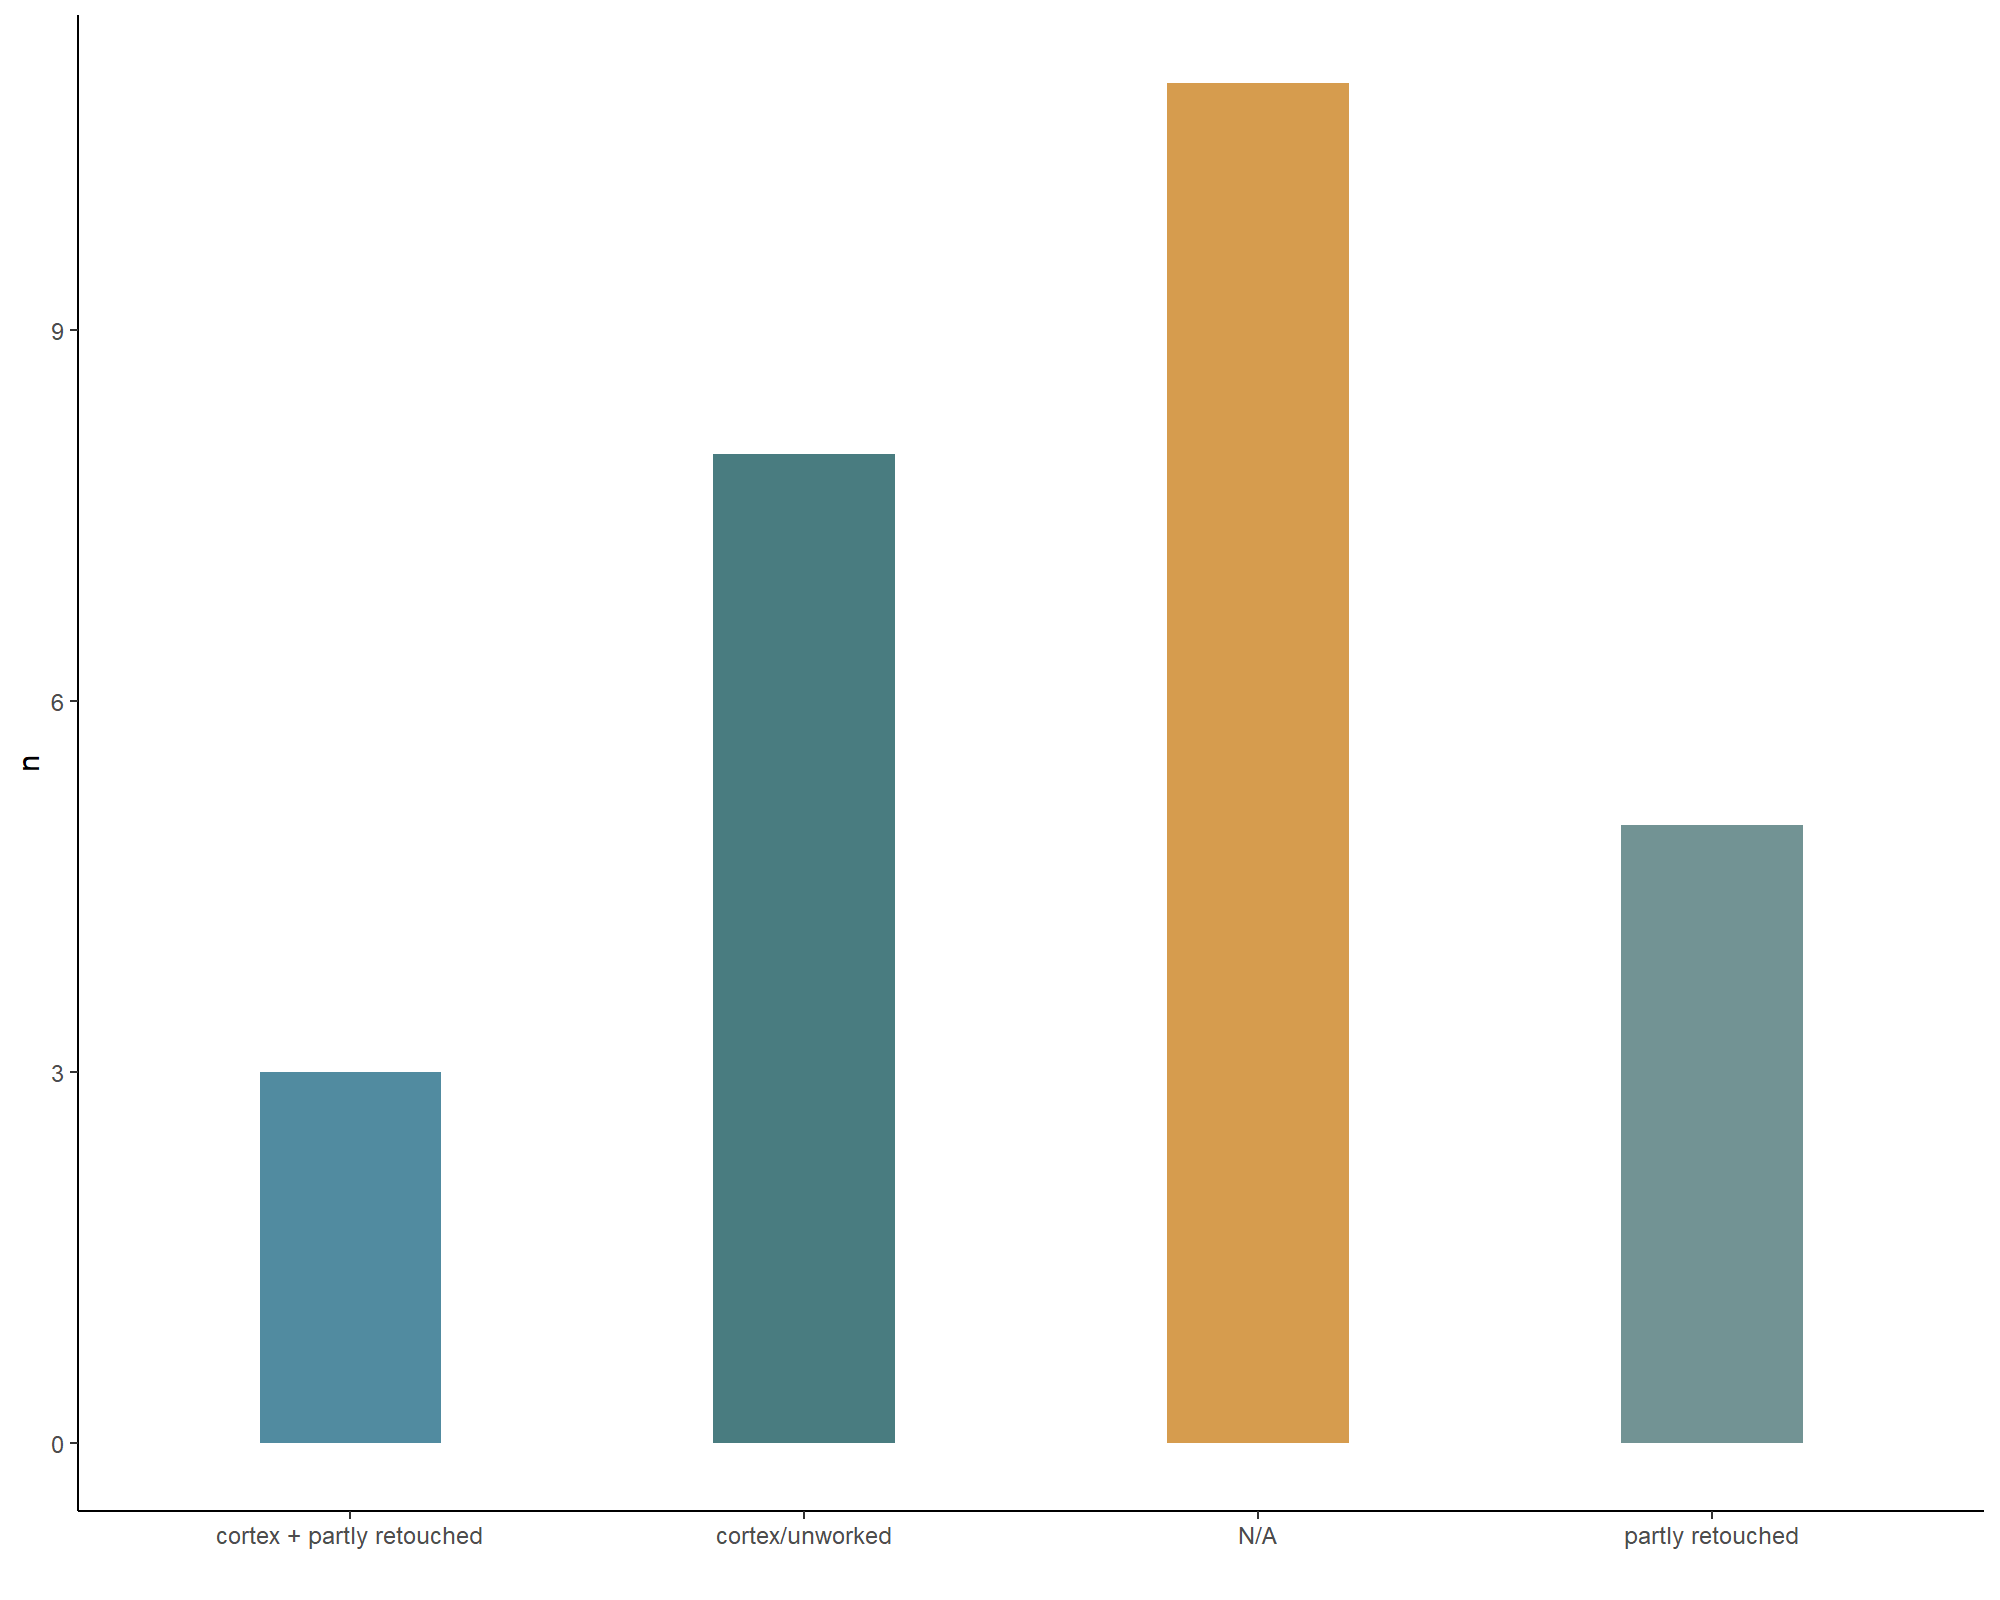 n
9
6
3
0
cortex + partly retouched
cortex/unworked
N/A
partly retouched